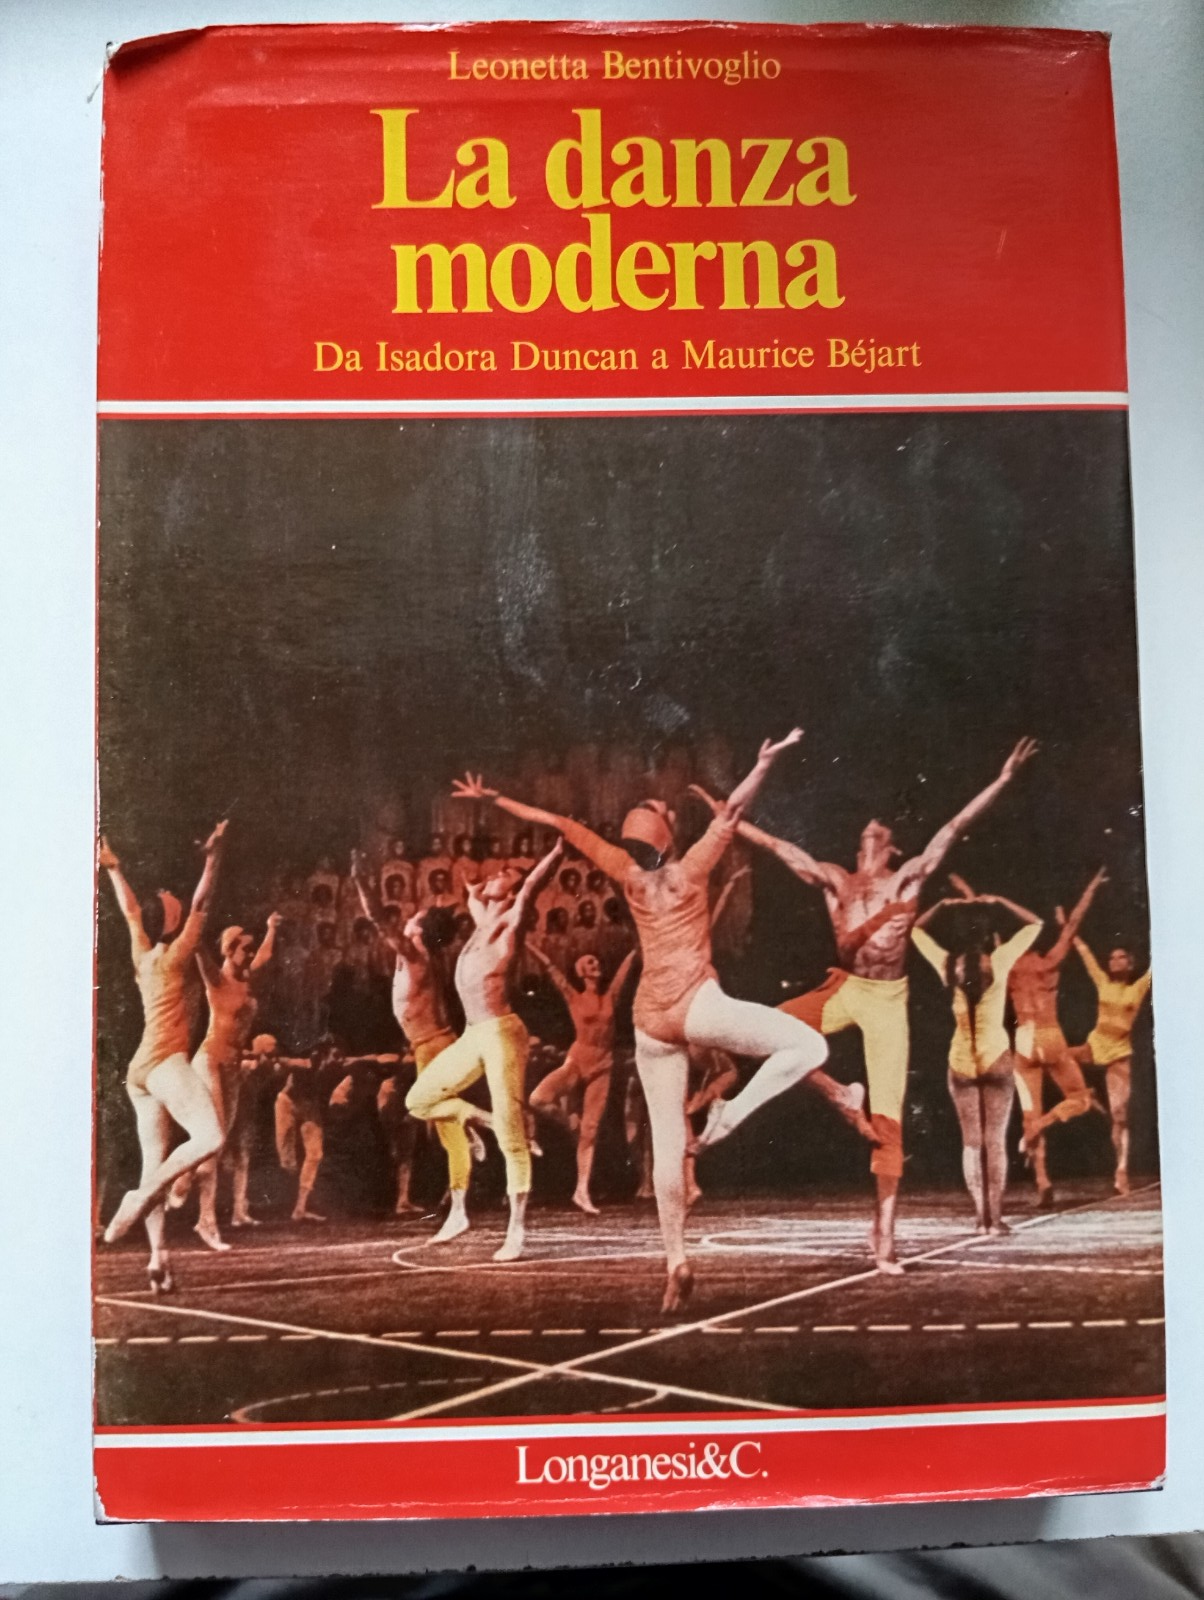 Leonetta Bentivoglio
La danza
moderna
Da Isadora Duncan a Maurice Béjart
Longanesi&C.